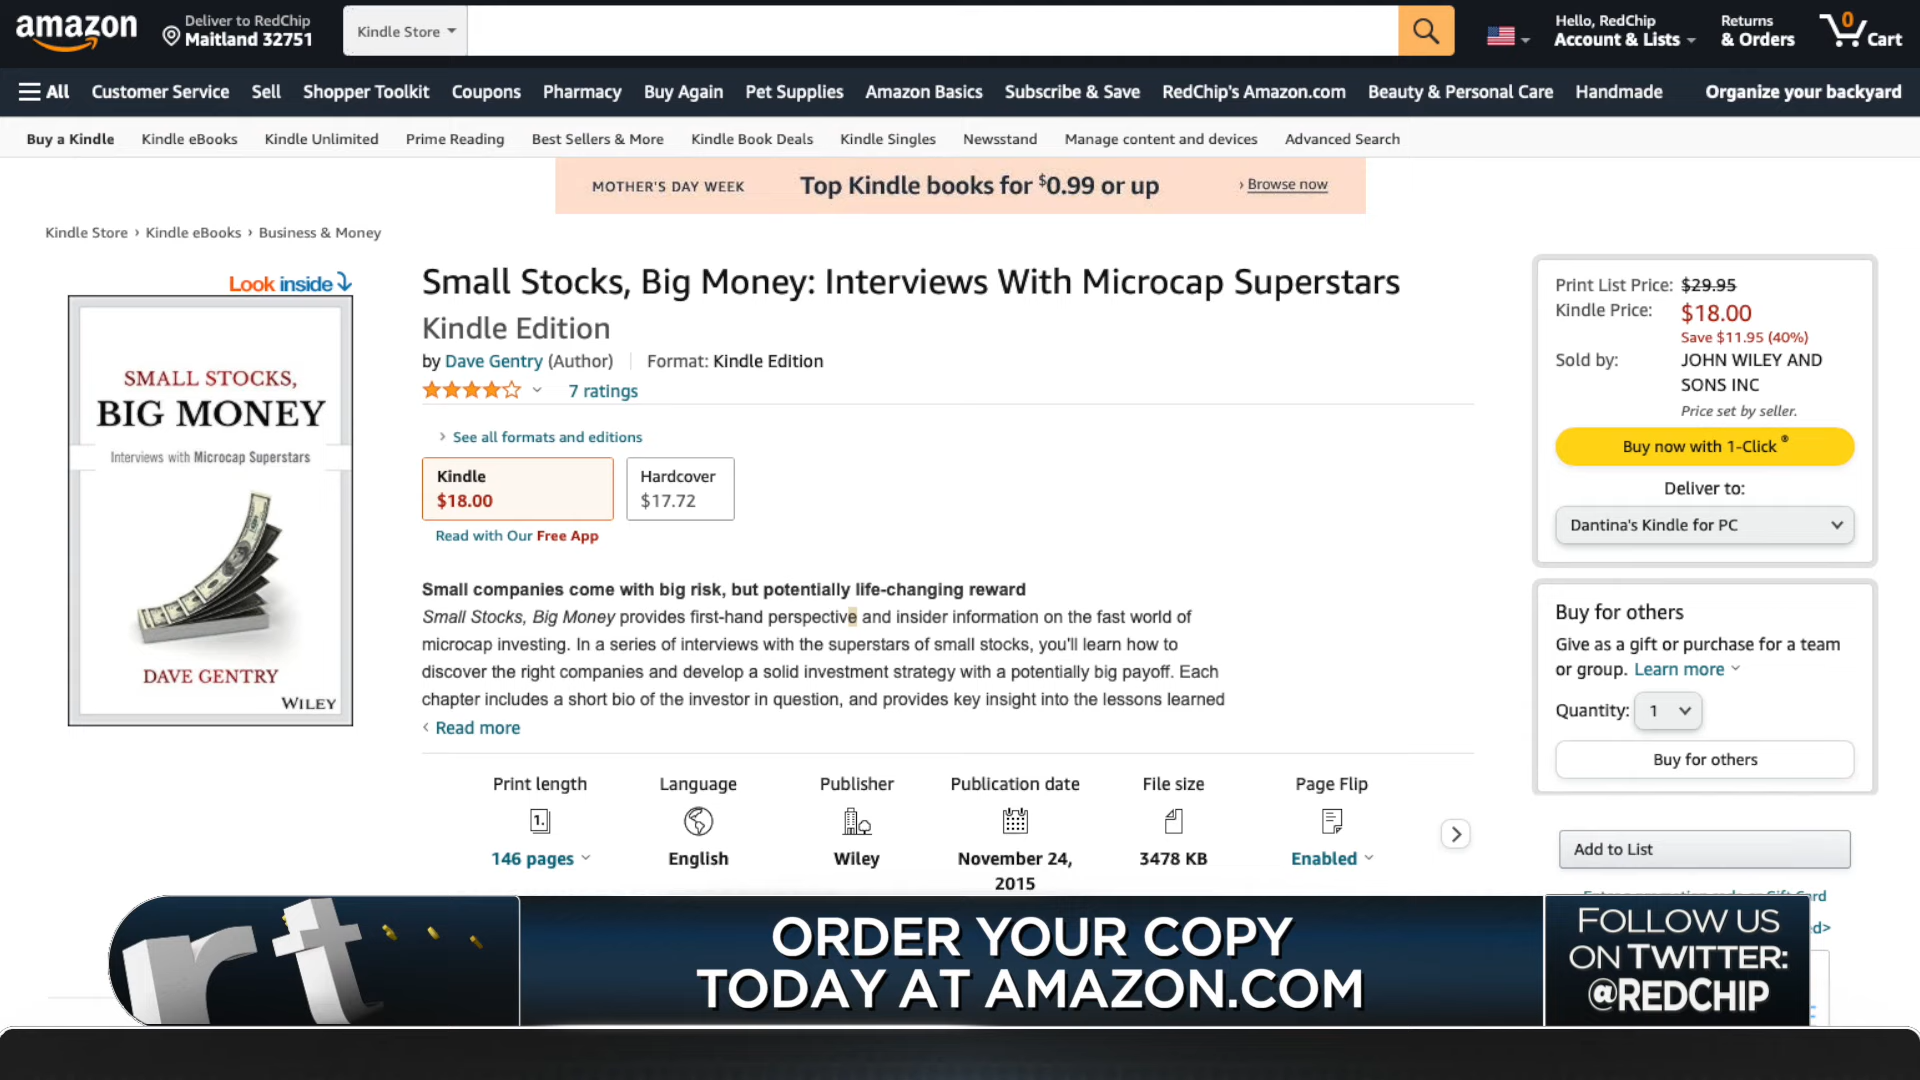 amazon
Deliver to RedChip
Maitland 32751
Kindle Store
Hello, RedChip
Account & Lists
Returns
& Orders
0
Cart
All Customer Service Sell Shopper Toolkit Coupons Pharmacy Buy Again Pet Supplies Amazon Basics Subscribe & Save RedChip's Amazon.com Beauty & Personal Care Handmade Organize your backyard
Buy a Kindle Kindle eBooks Kindle Unlimited Prime Reading Best Sellers & More Kindle Book Deals Kindle Singles Newsstand Manage content and devices Advanced Search
MOTHER'S DAY WEEK Top Kindle books for $0.99 or up › Browse now
Kindle Store › Kindle eBooks › Business & Money
Look inside
SMALL STOCKS,
BIG MONEY
Interviews with Microcap Superstars
DAVE GENTRY
WILEY
Small Stocks, Big Money: Interviews With Microcap Superstars
Kindle Edition
by Dave Gentry (Author) Format: Kindle Edition
7 ratings
› See all formats and editions
Kindle
$18.00
Hardcover
$17.72
Read with Our Free App
Small companies come with big risk, but potentially life-changing reward
Small Stocks, Big Money provides first-hand perspective and insider information on the fast world of
microcap investing. In a series of interviews with the superstars of small stocks, you'll learn how to
discover the right companies and develop a solid investment strategy with a potentially big payoff. Each
chapter includes a short bio of the investor in question, and provides key insight into the lessons learned
‹ Read more
Print length
1.
146 pages
Language
English
Publisher
Wiley
Publication date
November 24,
2015
File size
3478 KB
Page Flip
Enabled
Print List Price: $29.95
Kindle Price: $18.00
Save $11.95 (40%)
Sold by: JOHN WILEY AND
SONS INC
Price set by seller.
Buy now with 1-Click ®
Deliver to:
Dantina's Kindle for PC
Buy for others
Give as a gift or purchase for a team
or group. Learn more
Quantity: 1
Buy for others
Add to List
rt
ORDER YOUR COPY
TODAY AT AMAZON.COM
FOLLOW US
ON TWITTER:
@REDCHIP